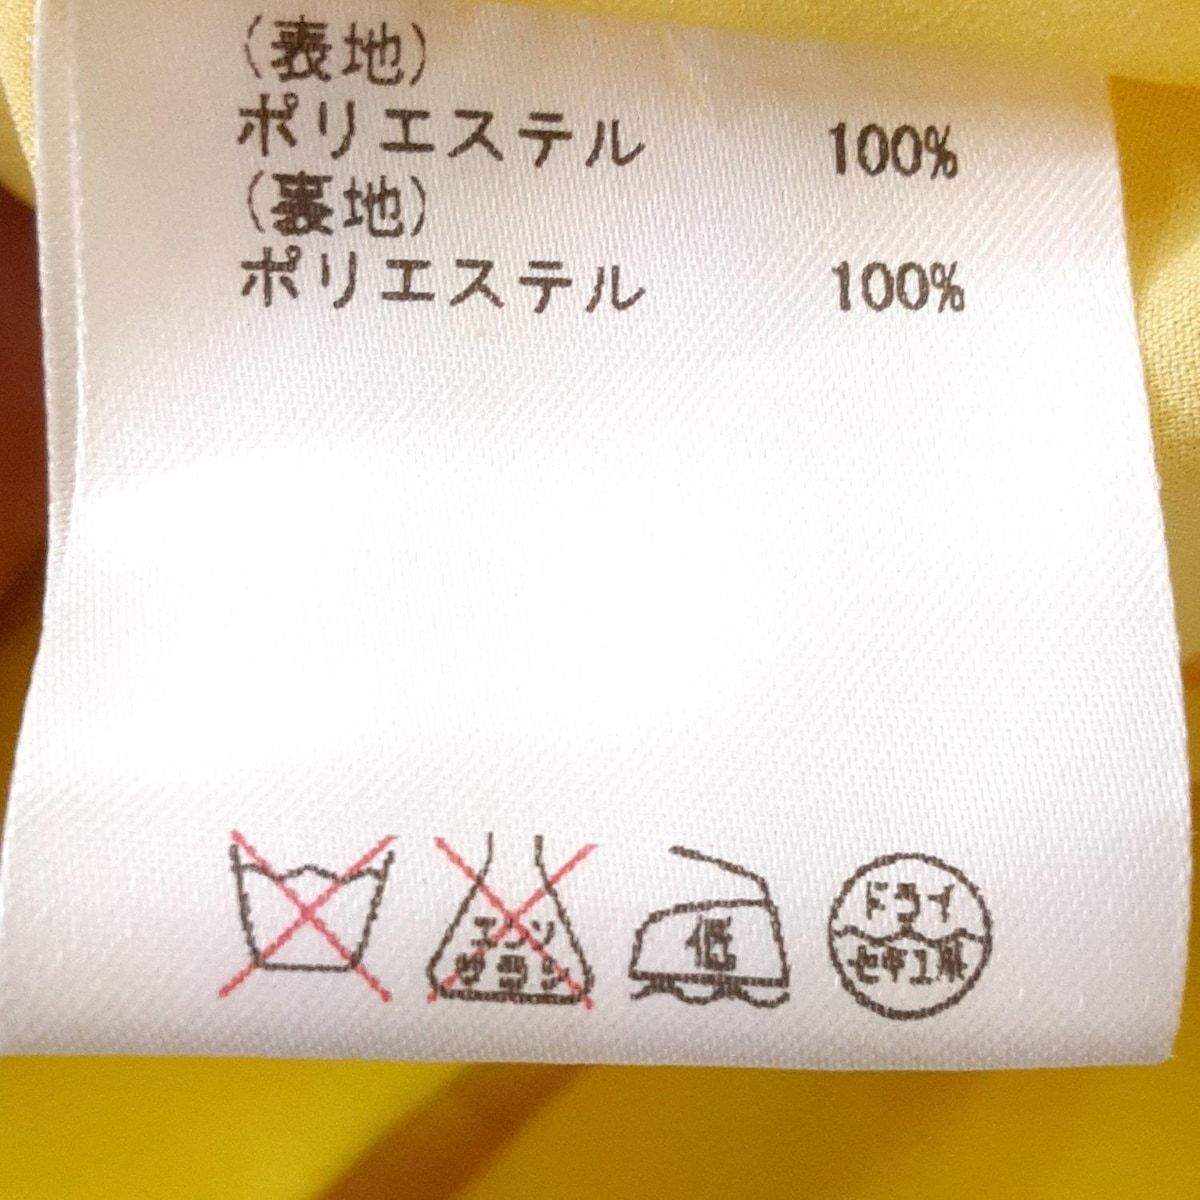 (表地)
ポリエステル 100%
(裏地)
ポリエステル 100%
エンソ
サラシ
低
ドライ
セキユ系